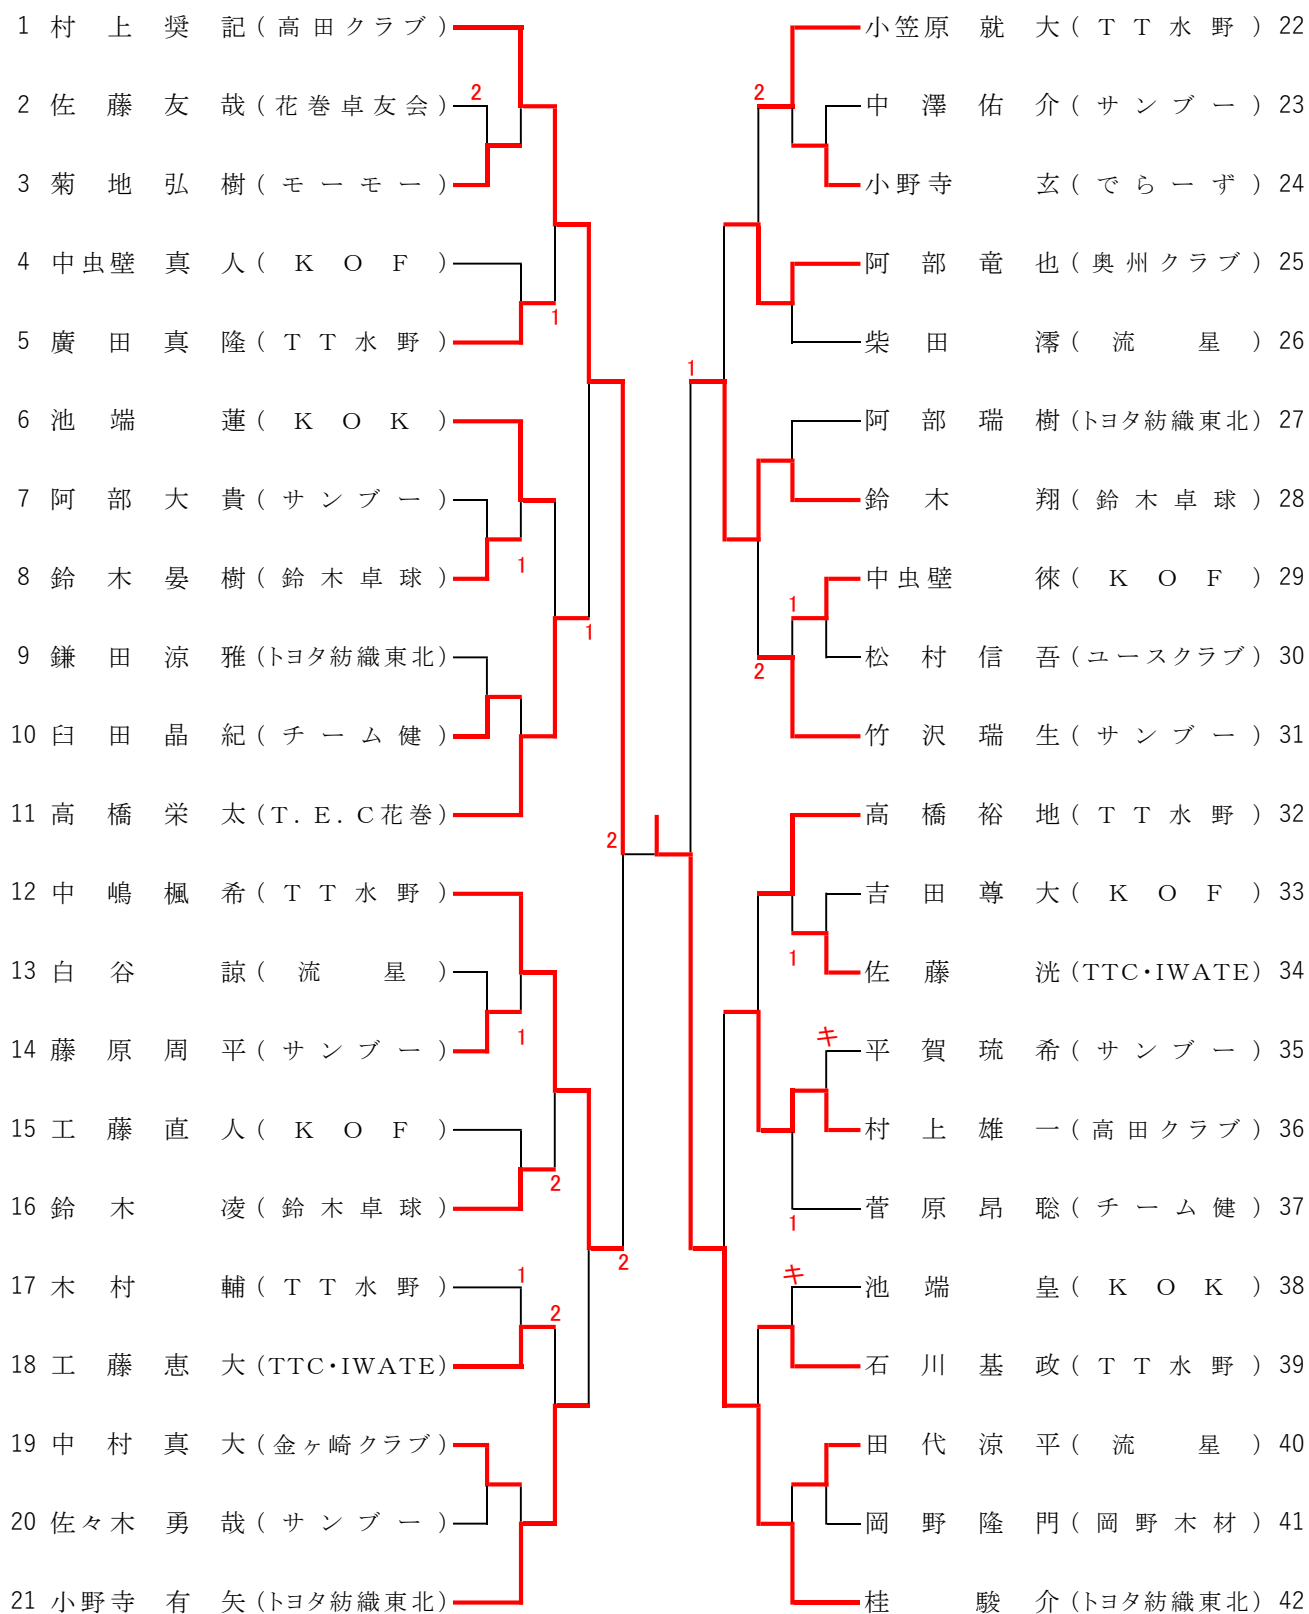 1 村上奨記(高田クラブ)
2 佐藤友哉(花巻卓友会)
2
3 菊地弘樹(モーモー)
4 中虫壁真人(KOF)
1
5 廣田真隆(TT水野)
6 池端蓮(KOK)
7 阿部大貴(サンブー)
1
8 鈴木晏樹(鈴木卓球)
1
9 鎌田涼雅(トヨタ紡織東北)
10 臼田晶紀(チーム健)
11 高橋栄太(T.E.C花巻)
2
12 中嶋楓希(TT水野)
13 白谷諒(流星)
1
14 藤原周平(サンブー)
15 工藤直人(KOF)
2
16 鈴木凌(鈴木卓球)
2
17 木村輔(TT水野)
1
2
18 工藤恵大(TTC・IWATE)
19 中村真大(金ヶ崎クラブ)
20 佐々木勇哉(サンブー)
21 小野寺有矢(トヨタ紡織東北)
小笠原就大(TT水野) 22
2
中澤佑介(サンブー) 23
小野寺玄(でらーず) 24
阿部竜也(奥州クラブ) 25
柴田澪(流星) 26
1
阿部瑞樹(トヨタ紡織東北) 27
鈴木翔(鈴木卓球) 28
中虫壁徠(KOF) 29
1
松村信吾(ユースクラブ) 30
2
竹沢瑞生(サンブー) 31
高橋裕地(TT水野) 32
吉田尊大(KOF) 33
1
佐藤洸(TTC・IWATE) 34
キ
平賀琉希(サンブー) 35
村上雄一(高田クラブ) 36
菅原昂聡(チーム健) 37
1
キ
池端皇(KOK) 38
石川基政(TT水野) 39
田代涼平(流星) 40
岡野隆門(岡野木材) 41
桂駿介(トヨタ紡織東北) 42